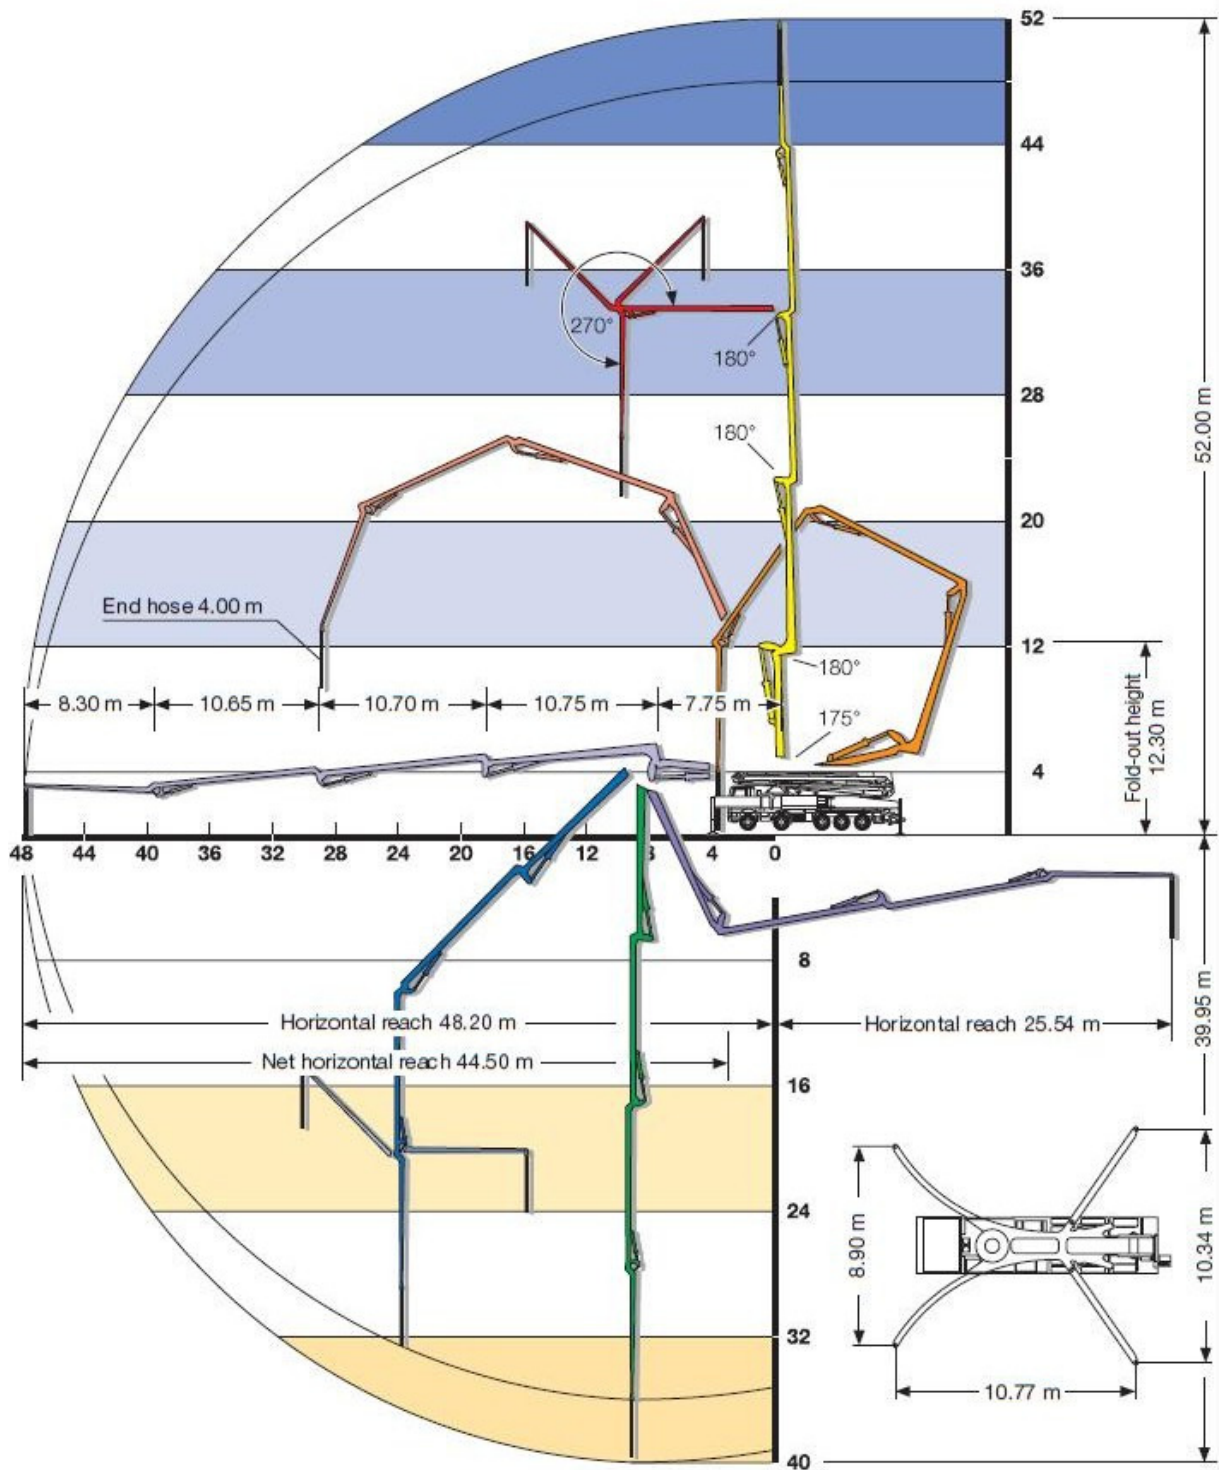 52
44
36
270°
180°
28
52.00 m
180°
20
End hose 4.00 m
12
180°
8.30 m
10.65 m
10.70 m
10.75 m
7.75 m
175°
Fold-out height
12.30 m
4
48 44 40 36 32 28 24 20 16 12 8 4 0
8
39.95 m
Horizontal reach 48.20 m
Horizontal reach 25.54 m
Net horizontal reach 44.50 m
16
24
8.90 m
10.34 m
32
10.77 m
40